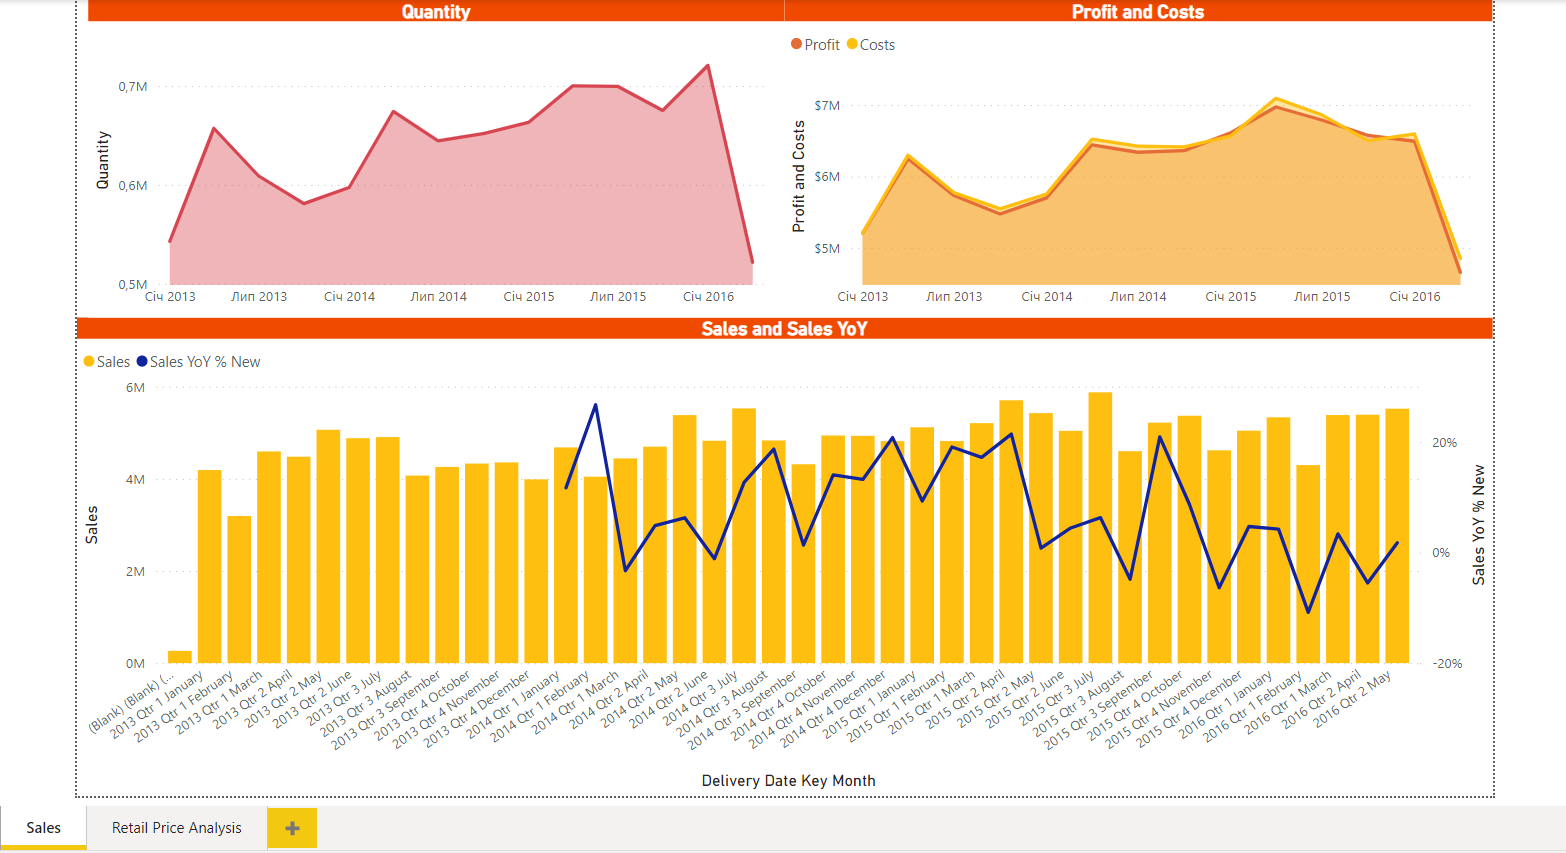 Quantity
Profit and Costs
Profit Costs
0,7M
0,6M
0,5M
Quantity
Січ 2013 Лип 2013 Січ 2014 Лип 2014 Січ 2015 Лип 2015 Січ 2016
$7M
$6M
$5M
Profit and Costs
Січ 2013 Лип 2013 Січ 2014 Лип 2014 Січ 2015 Лип 2015 Січ 2016
Sales and Sales YoY
Sales Sales YoY % New
6M
4M
2M
0M
Sales
20%
0%
-20%
Sales YoY % New
(Blank) (Blank) (...
2013 Qtr 1 January
2013 Qtr 1 February
2013 Qtr 1 March
2013 Qtr 2 April
2013 Qtr 2 May
2013 Qtr 2 June
2013 Qtr 3 July
2013 Qtr 3 August
2013 Qtr 3 September
2013 Qtr 4 October
2013 Qtr 4 November
2013 Qtr 4 December
2014 Qtr 1 January
2014 Qtr 1 February
2014 Qtr 1 March
2014 Qtr 2 April
2014 Qtr 2 May
2014 Qtr 2 June
2014 Qtr 3 July
2014 Qtr 3 August
2014 Qtr 3 September
2014 Qtr 4 October
2014 Qtr 4 November
2014 Qtr 4 December
2015 Qtr 1 January
2015 Qtr 1 February
2015 Qtr 1 March
2015 Qtr 2 April
2015 Qtr 2 May
2015 Qtr 2 June
2015 Qtr 3 July
2015 Qtr 3 August
2015 Qtr 3 September
2015 Qtr 4 October
2015 Qtr 4 November
2015 Qtr 4 December
2016 Qtr 1 January
2016 Qtr 1 February
2016 Qtr 1 March
2016 Qtr 2 April
2016 Qtr 2 May
Delivery Date Key Month
Sales Retail Price Analysis +